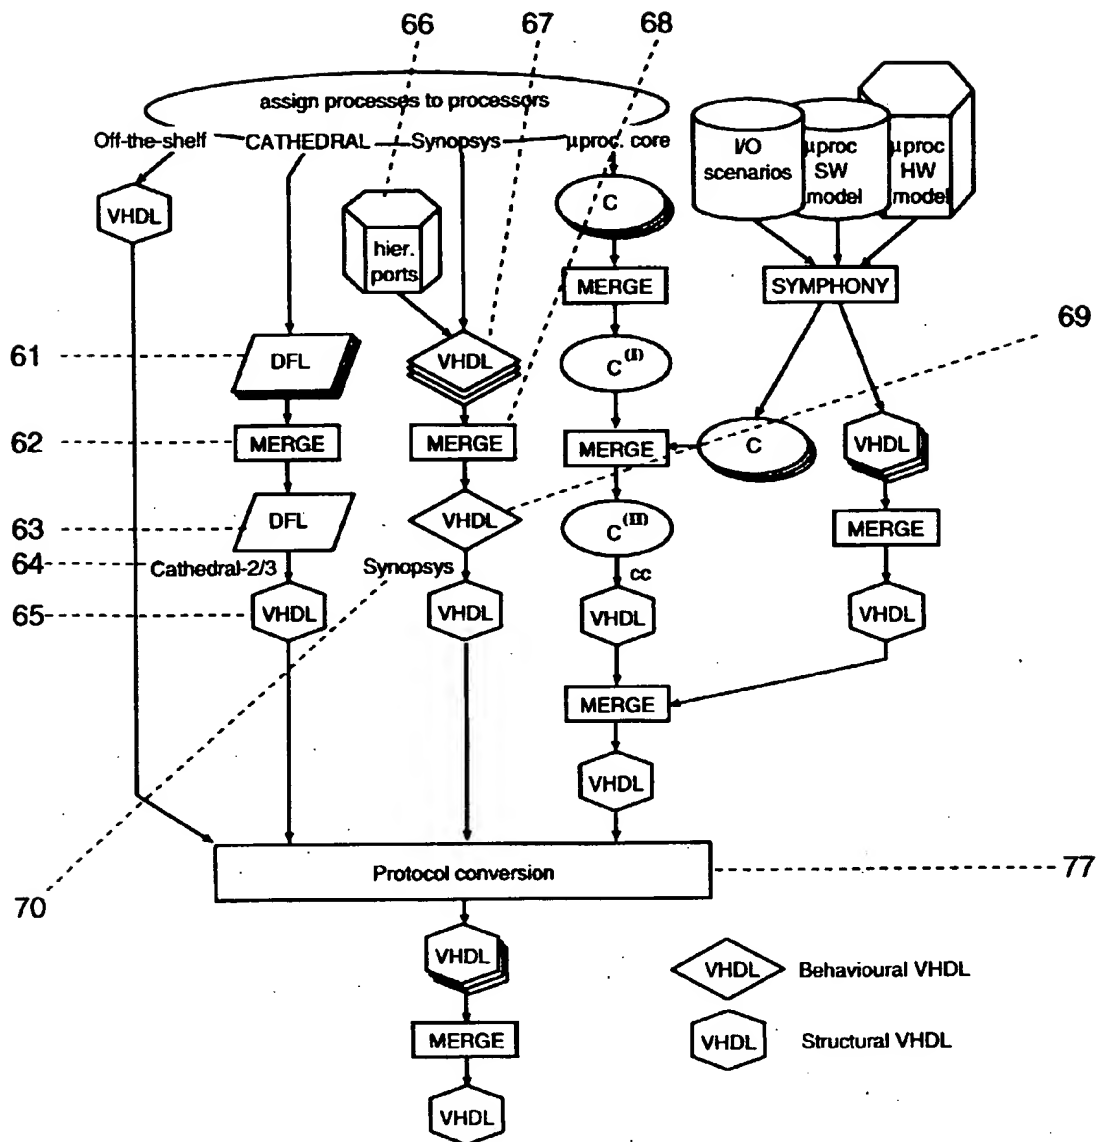 66
67
68
assign processes to processors
Off-the-shelf
CATHEDRAL
Synopsys
μproc. core
I/O
scenarios
μproc
SW
model
μproc
HW
model
VHDL
C
hier.
ports
MERGE
SYMPHONY
69
61
DFL
VHDL
C(I)
62
MERGE
MERGE
MERGE
C
VHDL
63
DFL
VHDL
C(II)
MERGE
64
Cathedral-2/3
Synopsys
cc
65
VHDL
VHDL
VHDL
VHDL
MERGE
VHDL
Protocol conversion
77
70
VHDL
VHDL
Behavioural VHDL
MERGE
VHDL
Structural VHDL
VHDL